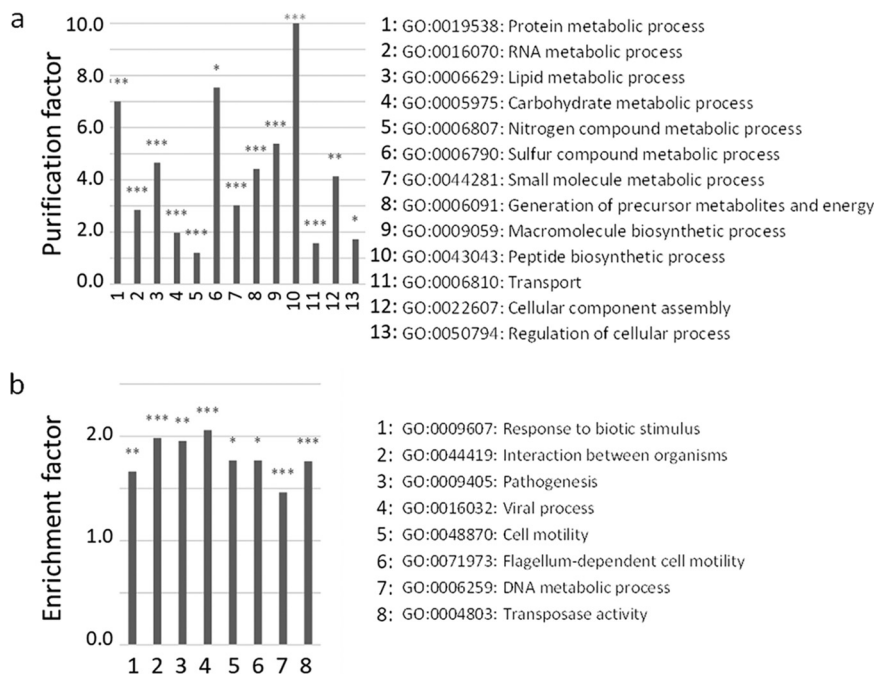 a
Purification factor
10.0
8.0
6.0
4.0
2.0
0.0
***
***
***
***
***
*
***
***
***
***
***
**
*
1 2 3 4 5 6 7 8 9 10 11 12 13
1: GO:0019538: Protein metabolic process
2: GO:0016070: RNA metabolic process
3: GO:0006629: Lipid metabolic process
4: GO:0005975: Carbohydrate metabolic process
5: GO:0006807: Nitrogen compound metabolic process
6: GO:0006790: Sulfur compound metabolic process
7: GO:0044281: Small molecule metabolic process
8: GO:0006091: Generation of precursor metabolites and energy
9: GO:0009059: Macromolecule biosynthetic process
10: GO:0043043: Peptide biosynthetic process
11: GO:0006810: Transport
12: GO:0022607: Cellular component assembly
13: GO:0050794: Regulation of cellular process
b
Enrichment factor
2.0
1.0
0.0
**
***
**
***
*
*
***
***
1 2 3 4 5 6 7 8
1: GO:0009607: Response to biotic stimulus
2: GO:0044419: Interaction between organisms
3: GO:0009405: Pathogenesis
4: GO:0016032: Viral process
5: GO:0048870: Cell motility
6: GO:0071973: Flagellum-dependent cell motility
7: GO:0006259: DNA metabolic process
8: GO:0004803: Transposase activity